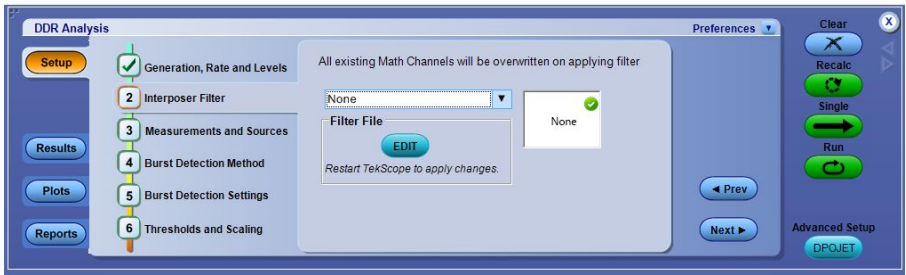 DDR Analysis
Preferences
Clear
X
Setup
Generation, Rate and Levels
2 Interposer Filter
3 Measurements and Sources
4 Burst Detection Method
5 Burst Detection Settings
6 Thresholds and Scaling
Results
Plots
Reports
All existing Math Channels will be overwritten on applying filter
None
Filter File
EDIT
Restart TekScope to apply changes.
None
◄ Prev
Next ►
Recalc
Single
Run
Advanced Setup
DPOJET